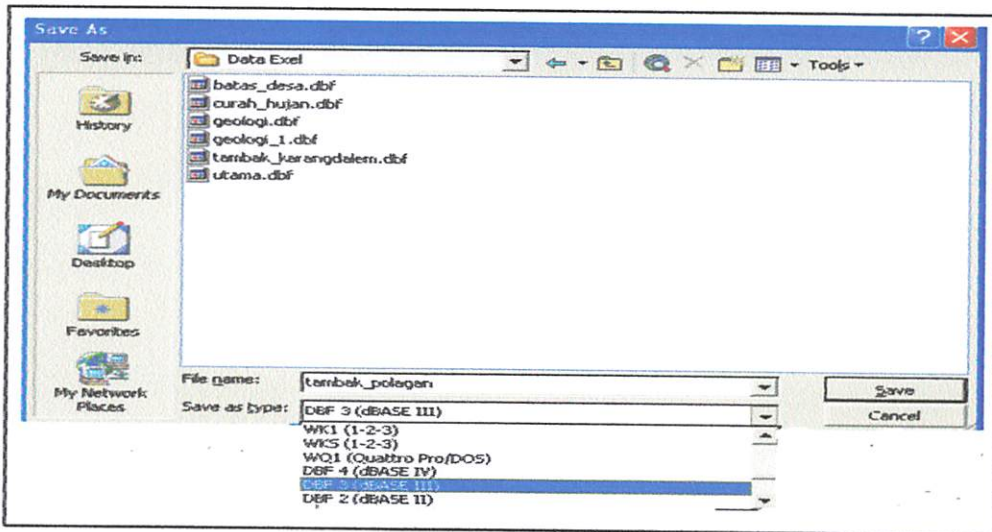 Save As
Save in:
Data Exel
Tools
History
My Documents
Desktop
Favorites
My Network
Places
batas_desa.dbf
curah_hujan.dbf
geologi.dbf
geologi_1.dbf
tambak_karangdalem.dbf
utama.dbf
File name:
tambak_polagan
Save
Save as type:
DBF 3 (dBASE III)
Cancel
WK1 (1-2-3)
WKS (1-2-3)
WQ1 (Quattro Pro/DOS)
DBF 4 (dBASE IV)
DBF 3 (dBASE III)
DBF 2 (dBASE II)